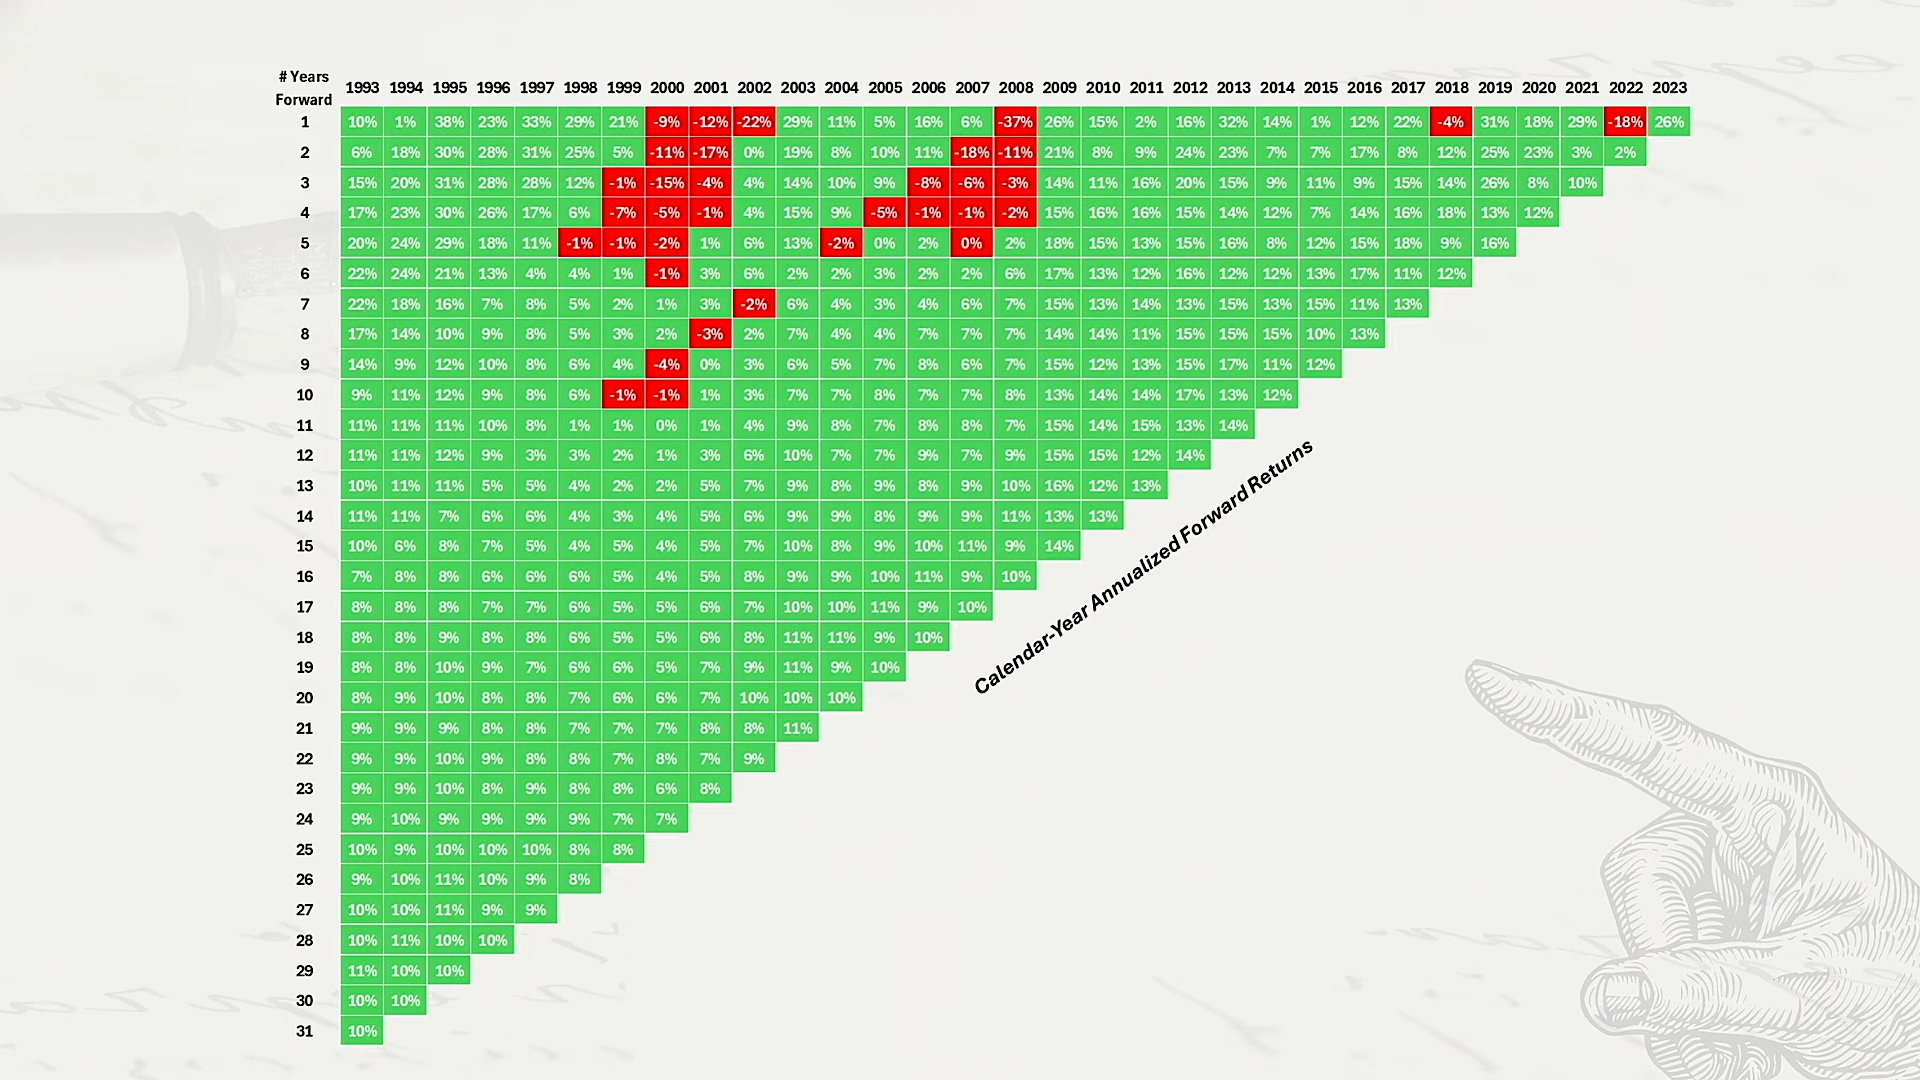 # Years
Forward 1993 1994 1995 1996 1997 1998 1999 2000 2001 2002 2003 2004 2005 2006 2007 2008 2009 2010 2011 2012 2013 2014 2015 2016 2017 2018 2019 2020 2021 2022 2023
1 10% 1% 38% 23% 33% 29% 21% -9% -12% -22% 29% 11% 5% 16% 6% -37% 26% 15% 2% 16% 32% 14% 1% 12% 22% -4% 31% 18% 29% -18% 26%
2 6% 18% 30% 28% 31% 25% 5% -11% -17% 0% 19% 8% 10% 11% -18% -11% 21% 8% 9% 24% 23% 7% 7% 17% 8% 12% 25% 23% 3% 2%
3 15% 20% 31% 28% 28% 12% -1% -15% -4% 4% 14% 10% 9% -8% -6% -3% 14% 11% 16% 20% 15% 9% 11% 9% 15% 14% 26% 8% 10%
4 17% 23% 30% 26% 17% 6% -7% -5% -1% 4% 15% 9% -5% -1% -1% -2% 15% 16% 16% 15% 14% 12% 7% 14% 16% 18% 13% 12%
5 20% 24% 29% 18% 11% -1% -1% -2% 1% 6% 13% -2% 0% 2% 0% 2% 18% 15% 13% 15% 16% 8% 12% 15% 18% 9% 16%
6 22% 24% 21% 13% 4% 4% 1% -1% 3% 6% 2% 2% 3% 2% 2% 6% 17% 13% 12% 16% 12% 12% 13% 17% 11% 12%
7 22% 18% 16% 7% 8% 5% 2% 1% 3% -2% 6% 4% 3% 4% 6% 7% 15% 13% 14% 13% 15% 13% 15% 11% 13%
8 17% 14% 10% 9% 8% 5% 3% 2% -3% 2% 7% 4% 4% 7% 7% 7% 14% 14% 11% 15% 15% 15% 10% 13%
9 14% 9% 12% 10% 8% 6% 4% -4% 0% 3% 6% 5% 7% 8% 6% 7% 15% 12% 13% 15% 17% 11% 12%
10 9% 11% 12% 9% 8% 6% -1% -1% 1% 3% 7% 7% 8% 7% 7% 8% 13% 14% 14% 17% 13% 12%
11 11% 11% 11% 10% 8% 1% 1% 0% 1% 4% 9% 8% 7% 8% 8% 7% 15% 14% 15% 13% 14%
12 11% 11% 12% 9% 3% 3% 2% 1% 3% 6% 10% 7% 7% 9% 7% 9% 15% 15% 12% 14%
13 10% 11% 11% 5% 5% 4% 2% 2% 5% 7% 9% 8% 9% 8% 9% 10% 16% 12% 13%
14 11% 11% 7% 6% 6% 4% 3% 4% 5% 6% 9% 9% 8% 9% 9% 11% 13% 13%
15 10% 6% 8% 7% 5% 4% 5% 4% 5% 7% 10% 8% 9% 10% 11% 9% 14%
16 7% 8% 8% 6% 6% 6% 5% 4% 5% 8% 9% 9% 10% 11% 9% 10%
17 8% 8% 8% 7% 7% 6% 5% 5% 6% 7% 10% 10% 11% 9% 10%
18 8% 8% 9% 8% 8% 6% 5% 5% 6% 8% 11% 11% 9% 10%
19 8% 8% 10% 9% 7% 6% 6% 5% 7% 9% 11% 9% 10%
20 8% 9% 10% 8% 8% 7% 6% 6% 7% 10% 10% 10%
21 9% 9% 9% 8% 8% 7% 7% 7% 8% 8% 11%
22 9% 9% 10% 9% 8% 8% 7% 8% 7% 9%
23 9% 9% 10% 8% 9% 8% 8% 6% 8%
24 9% 10% 9% 9% 9% 9% 7% 7%
25 10% 9% 10% 10% 10% 8% 8%
26 9% 10% 11% 10% 9% 8%
27 10% 10% 11% 9% 9%
28 10% 11% 10% 10%
29 11% 10% 10%
30 10% 10%
31 10%
Calendar-Year Annualized Forward Returns